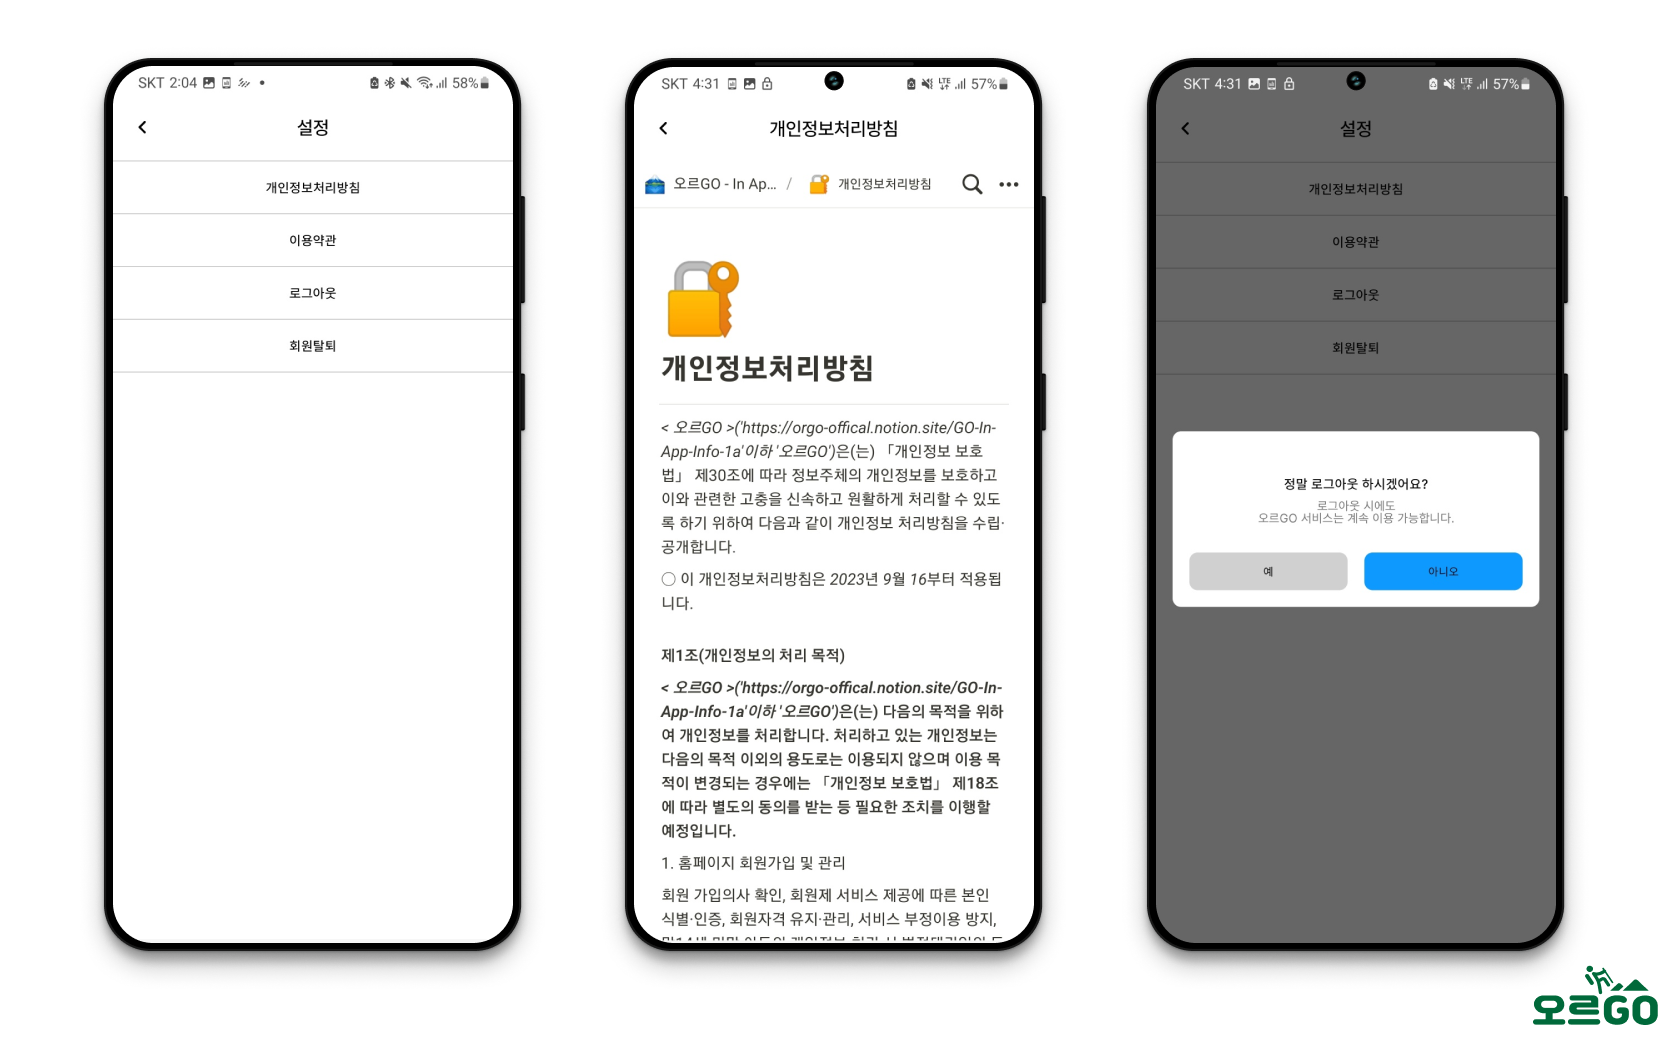 SKT 2:04
58%
설정
개인정보처리방침
이용약관
로그아웃
회원탈퇴
SKT 4:31
LTE
57%
개인정보처리방침
오르GO - In Ap... / 개인정보처리방침
개인정보처리방침
< 오르GO >('https://orgo-offical.notion.site/GO-In-
App-Info-1a'이하 '오르GO')은(는) 「개인정보 보호
법」 제30조에 따라 정보주체의 개인정보를 보호하고
이와 관련한 고충을 신속하고 원활하게 처리할 수 있도
록 하기 위하여 다음과 같이 개인정보 처리방침을 수립·
공개합니다.
○ 이 개인정보처리방침은 2023년 9월 16부터 적용됩
니다.
제1조(개인정보의 처리 목적)
< 오르GO >('https://orgo-offical.notion.site/GO-In-
App-Info-1a'이하 '오르GO')은(는) 다음의 목적을 위하
여 개인정보를 처리합니다. 처리하고 있는 개인정보는
다음의 목적 이외의 용도로는 이용되지 않으며 이용 목
적이 변경되는 경우에는 「개인정보 보호법」 제18조
에 따라 별도의 동의를 받는 등 필요한 조치를 이행할
예정입니다.
1. 홈페이지 회원가입 및 관리
회원 가입의사 확인, 회원제 서비스 제공에 따른 본인
식별·인증, 회원자격 유지·관리, 서비스 부정이용 방지,
SKT 4:31
LTE
57%
설정
개인정보처리방침
이용약관
로그아웃
회원탈퇴
정말 로그아웃 하시겠어요?
로그아웃 시에도
오르GO 서비스는 계속 이용 가능합니다.
예
아니오
오르GO